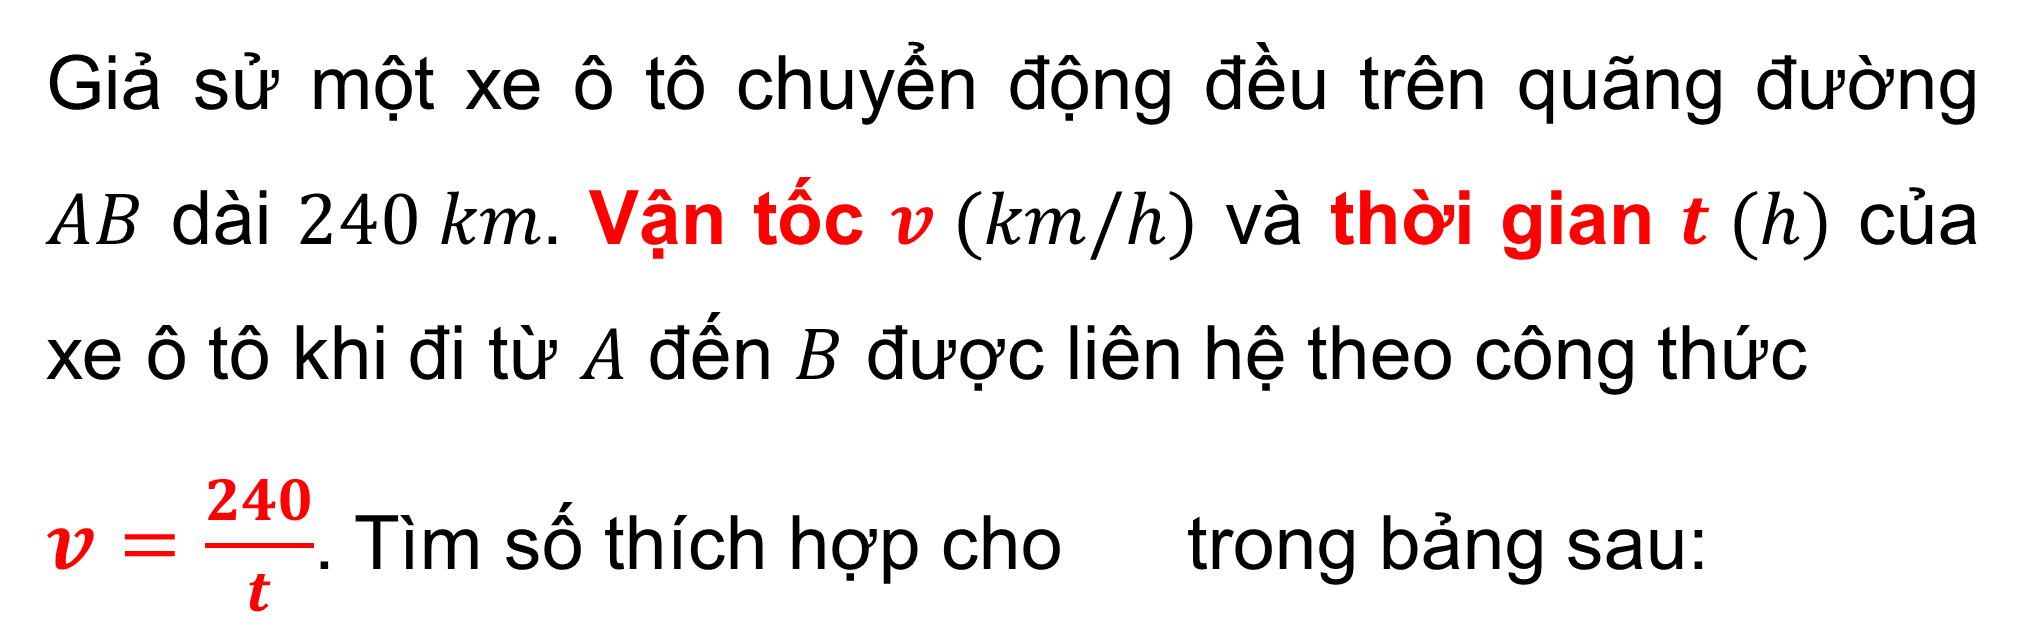 Giả sử một xe ô tô chuyển động đều trên quãng đường
AB dài 240 km. Vận tốc v (km/h) và thời gian t (h) của
xe ô tô khi đi từ A đến B được liên hệ theo công thức
v = 240/t. Tìm số thích hợp cho trong bảng sau: